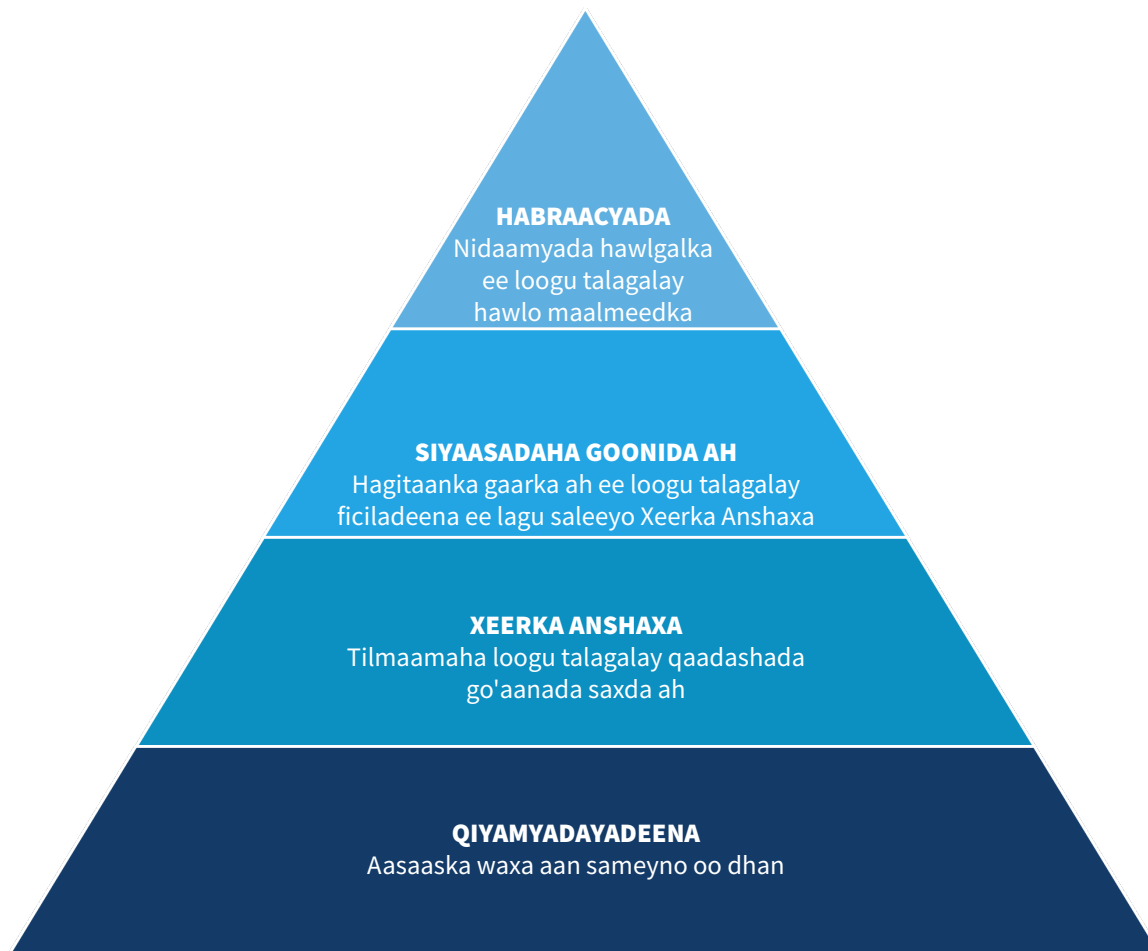 HABRAACYADA
Nidaamyada hawlgalka
ee loogu talagalay
hawlo maalmeedka
SIYAASADAHA GOONIDA AH
Hagitaanka gaarka ah ee loogu talagalay
ficiladeena ee lagu saleeyo Xeerka Anshaxa
XEERKA ANSHAXA
Tilmaamaha loogu talagalay qaadashada
go'aanada saxda ah
QIYAMYADAYADEENA
Aasaaska waxa aan sameyno oo dhan